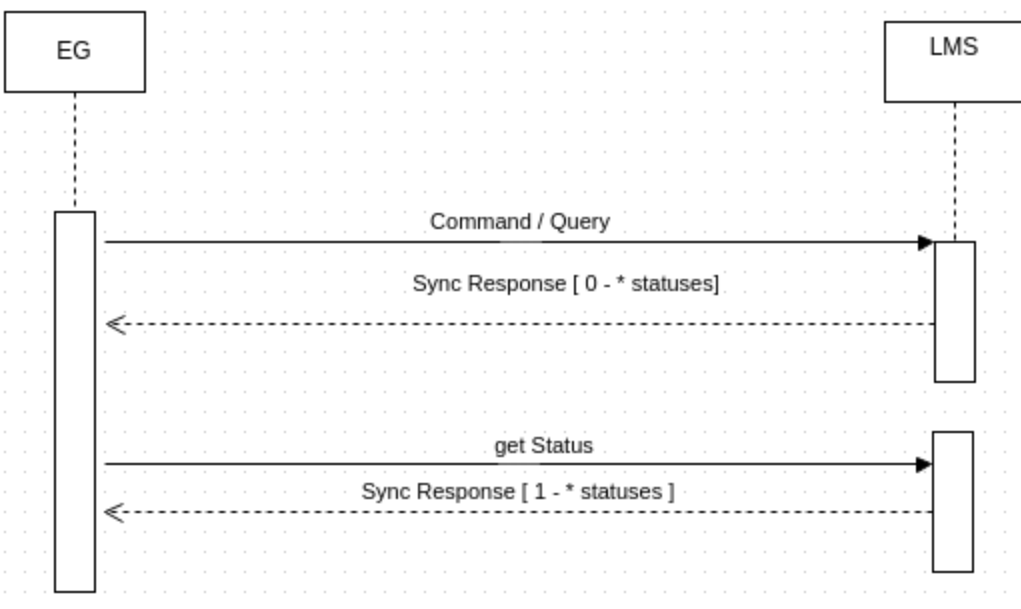 EG
LMS
Command / Query
Sync Response [ 0 - * statuses]
get Status
Sync Response [ 1 - * statuses ]